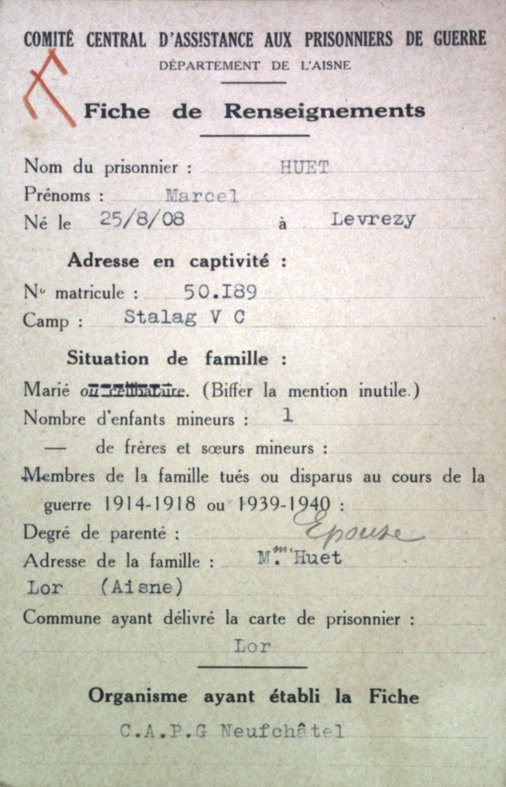 COMITÉ CENTRAL D'ASSISTANCE AUX PRISONNIERS DE GUERRE
DÉPARTEMENT DE L'AISNE
Fiche de Renseignements
Nom du prisonnier : HUET
Prénoms : Marcel
Né le 25/8/08 à Levrezy
Adresse en captivité :
No matricule : 50.I89
Camp : Stalag V C
Situation de famille :
Marié ou célibataire. (Biffer la mention inutile.)
Nombre d'enfants mineurs : 1
— de frères et sœurs mineurs :
Membres de la famille tués ou disparus au cours de la
guerre 1914-1918 ou 1939-1940 :
Degré de parenté : Epouse
Adresse de la famille : M.me Huet
Lor (Aisne)
Commune ayant délivré la carte de prisonnier :
Lor
Organisme ayant établi la Fiche
C.A.P.G Neufchâtel